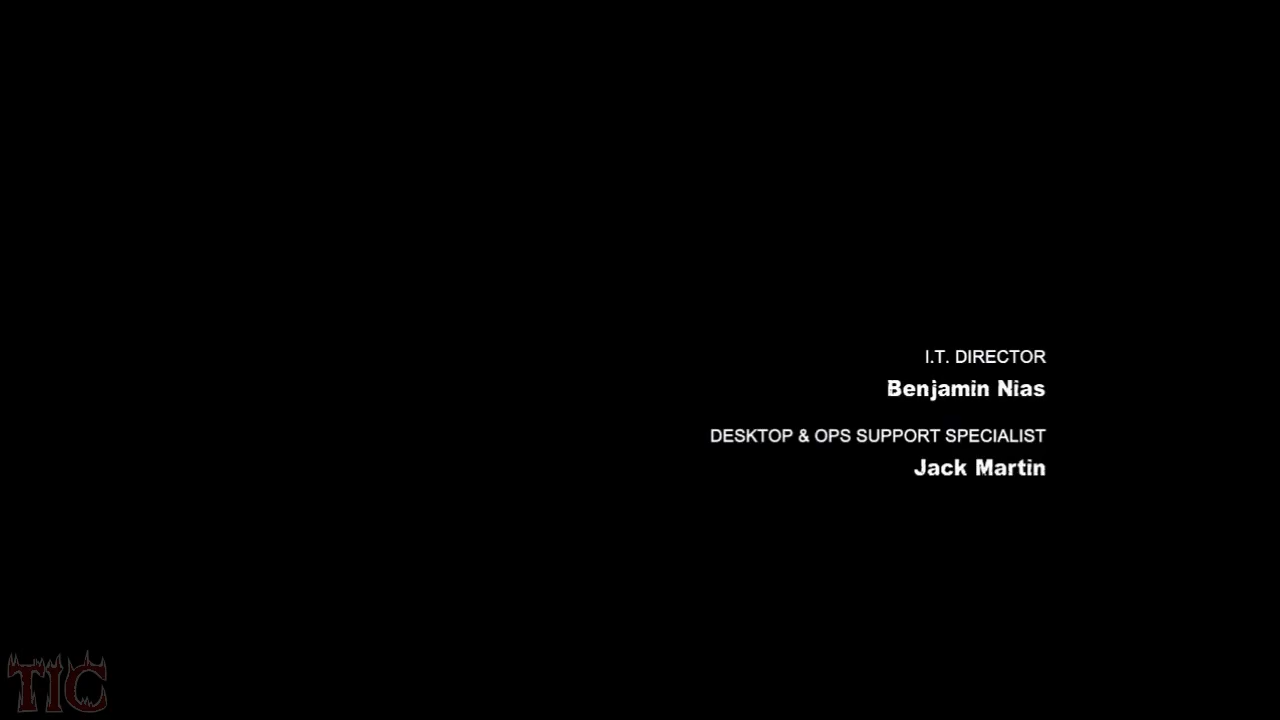 I.T. DIRECTOR
Benjamin Nias
DESKTOP & OPS SUPPORT SPECIALIST
Jack Martin
TIC